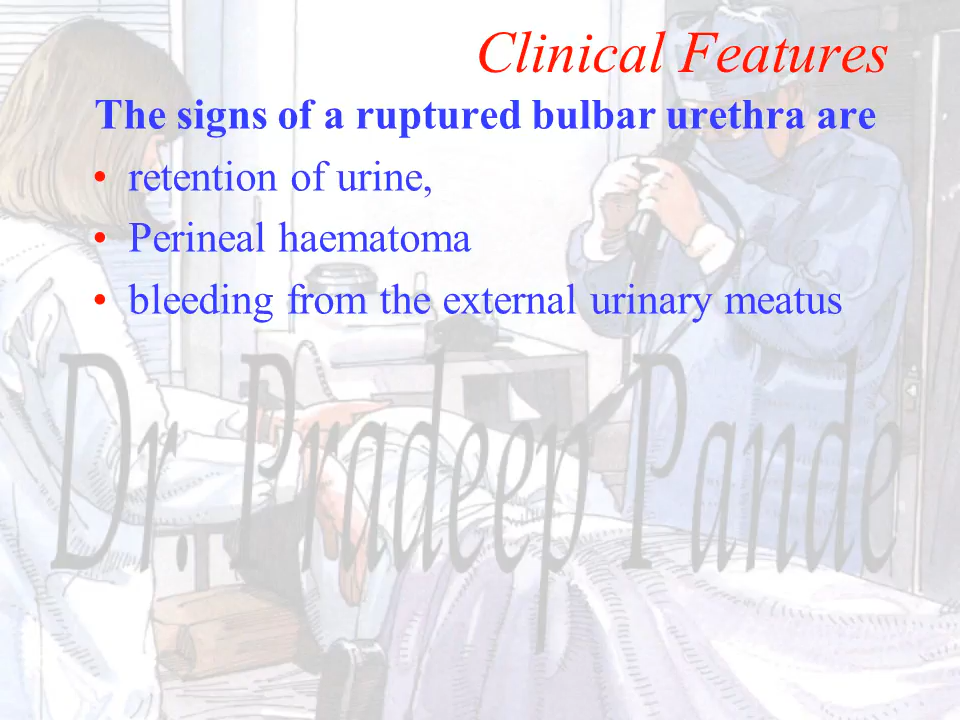 Clinical Features
The signs of a ruptured bulbar urethra are
• retention of urine,
• Perineal haematoma
• bleeding from the external urinary meatus
Dr. Pradeep Pande